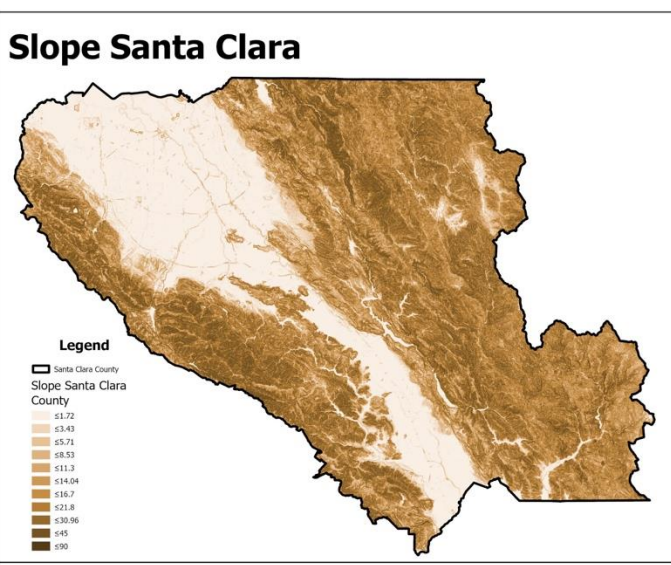 Slope Santa Clara
Legend
Santa Clara County
Slope Santa Clara
County
≤1.72
≤3.43
≤5.71
≤8.53
≤11.3
≤14.04
≤16.7
≤21.8
≤30.96
≤45
≤90